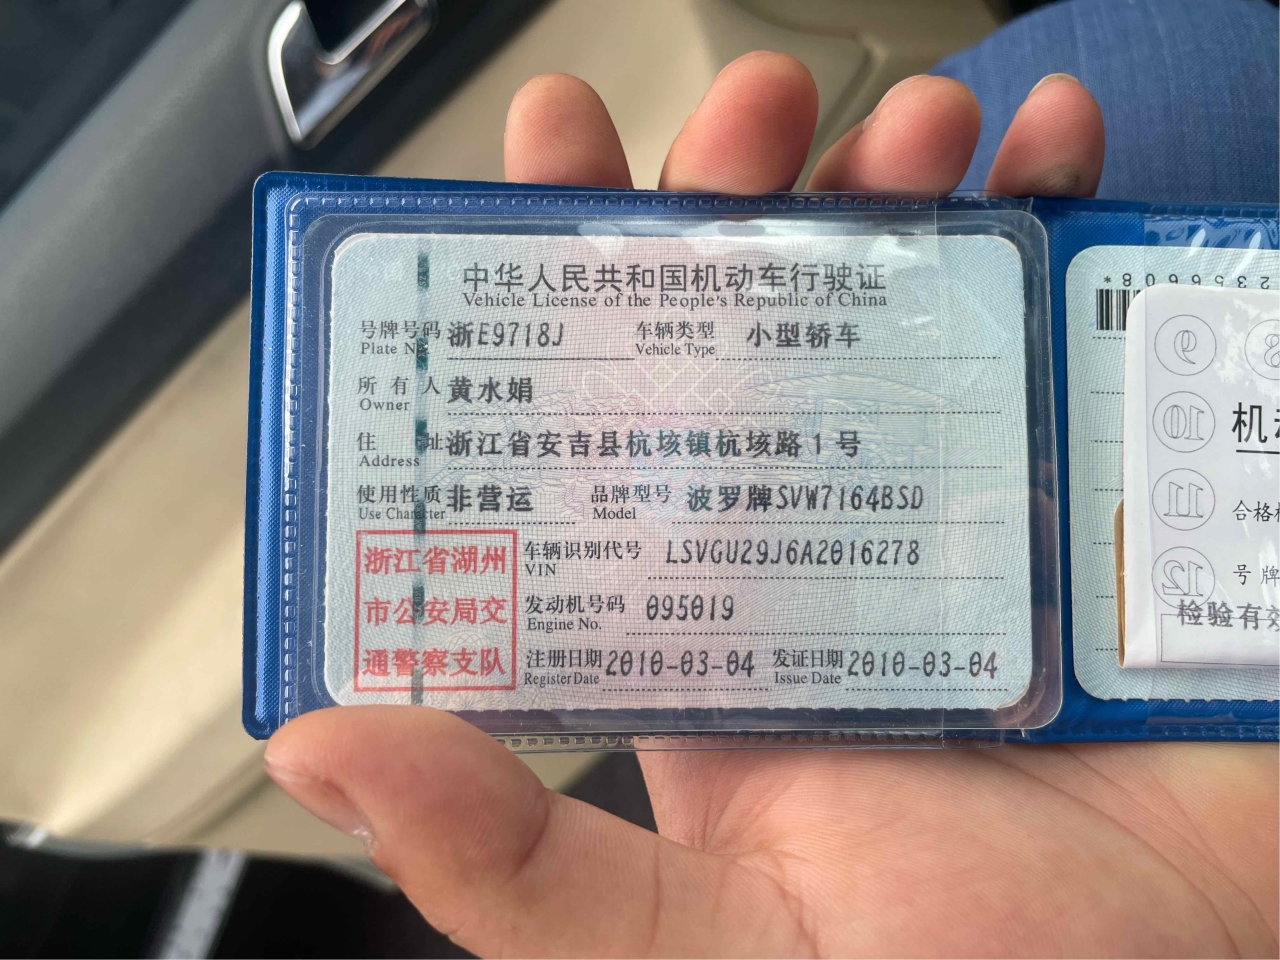 中华人民共和国机动车行驶证
Vehicle License of the People's Republic of China
号牌号码 浙E9718J 车辆类型 小型轿车
Plate No. Vehicle Type
所有人 黄水娟
Owner
住址 浙江省安吉县杭垓镇杭垓路1号
Address
使用性质 非营运 品牌型号 波罗牌SVW7164BSD
Use Character Model
浙江省湖州
市公安局交
通警察支队
车辆识别代号 LSVGU29J6A2016278
VIN
发动机号码 095019
Engine No.
注册日期 2010-03-04 发证日期 2010-03-04
Register Date Issue Date
9
10
机
11
合格
12
号牌
检验有效